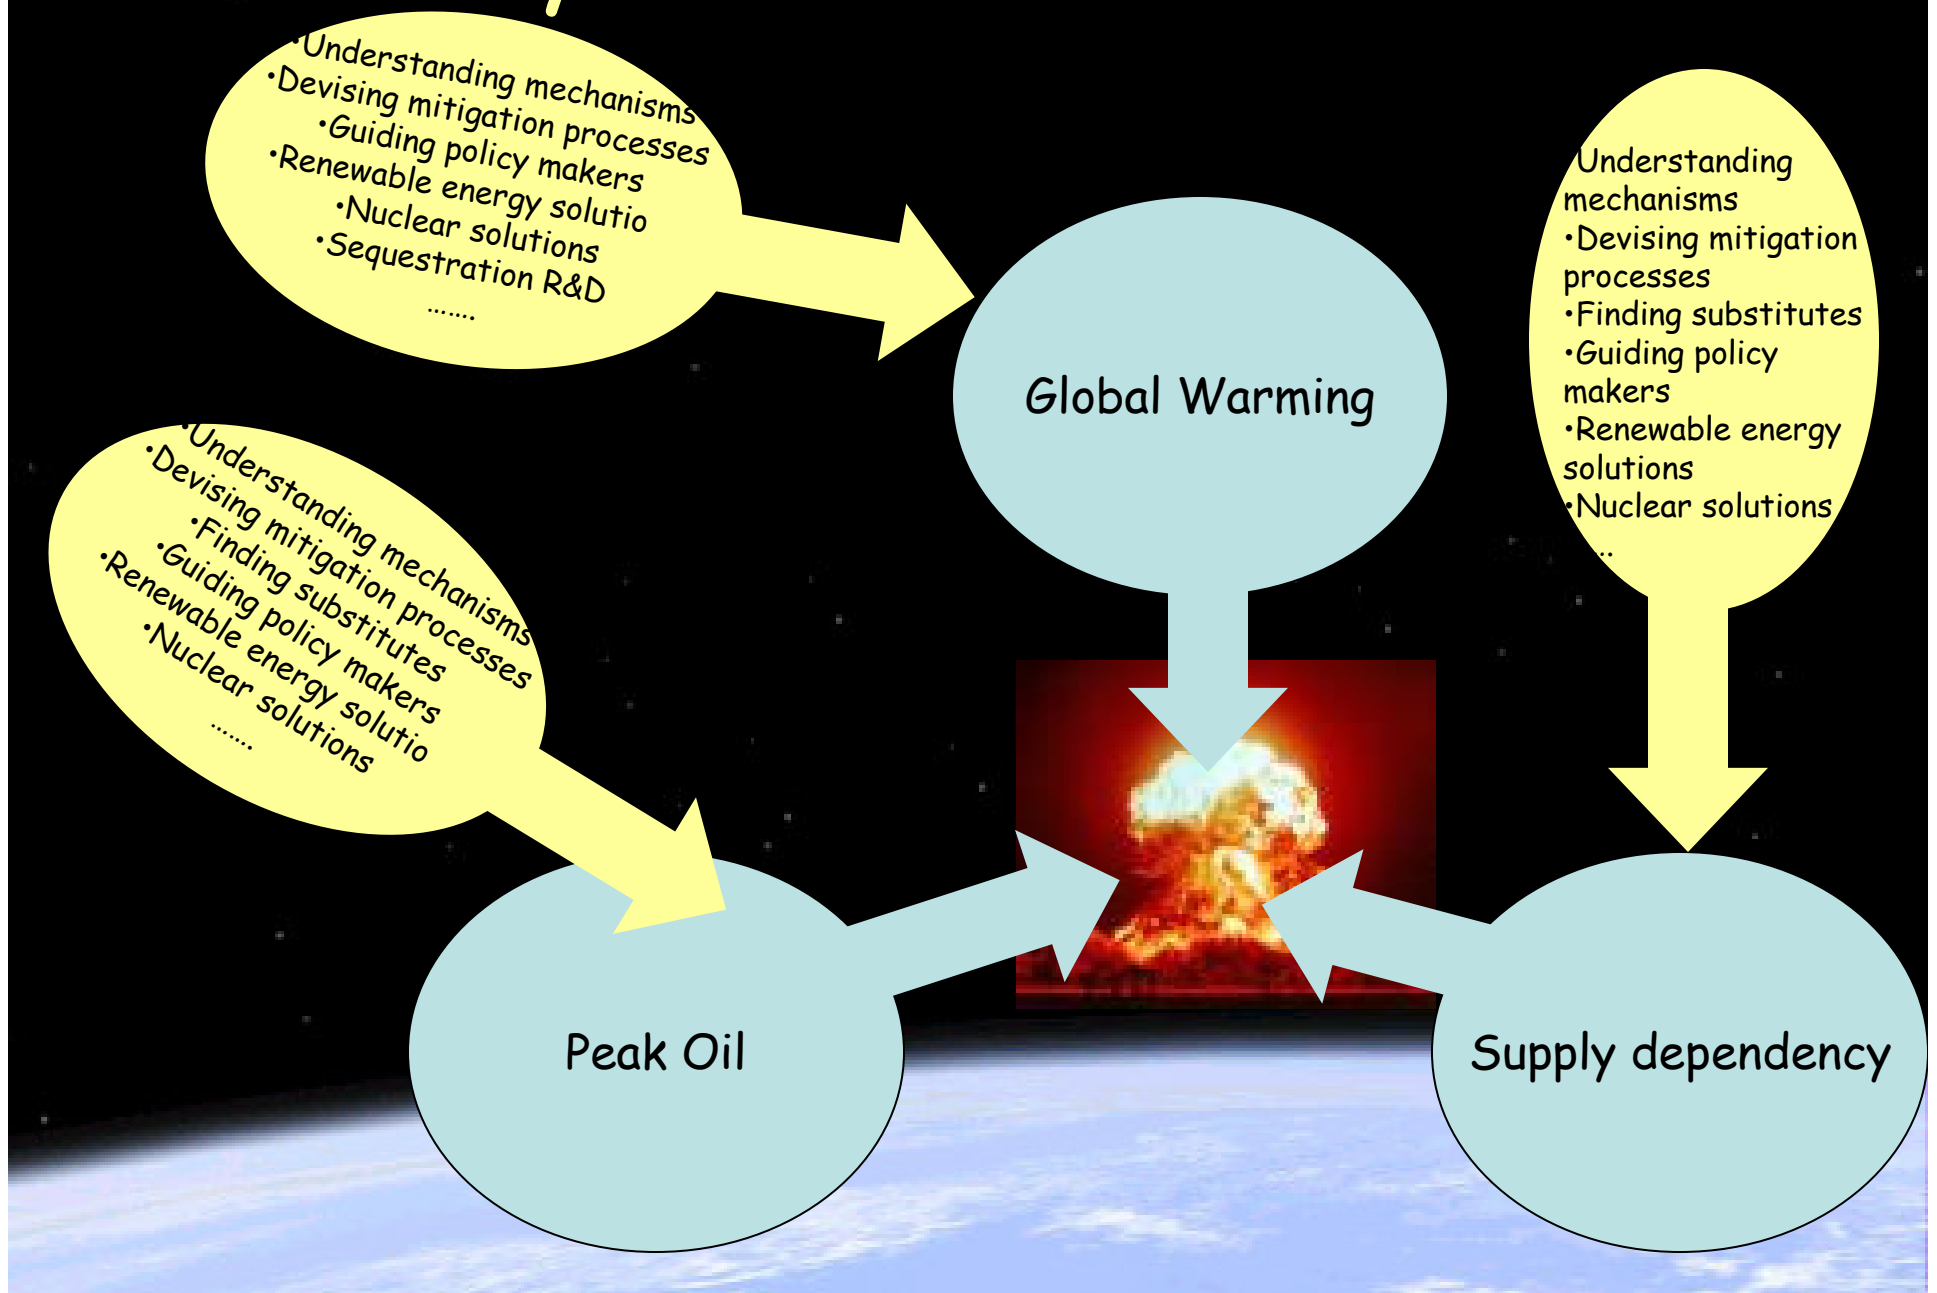 •Understanding mechanisms
•Devising mitigation processes
•Guiding policy makers
•Renewable energy solutio
•Nuclear solutions
•Sequestration R&D
…….
Understanding
mechanisms
•Devising mitigation
processes
•Finding substitutes
•Guiding policy
makers
•Renewable energy
solutions
•Nuclear solutions
..
Global Warming
•Understanding mechanisms
•Devising mitigation processes
•Finding substitutes
•Guiding policy makers
•Renewable energy solutio
•Nuclear solutions
…….
Peak Oil
Supply dependency